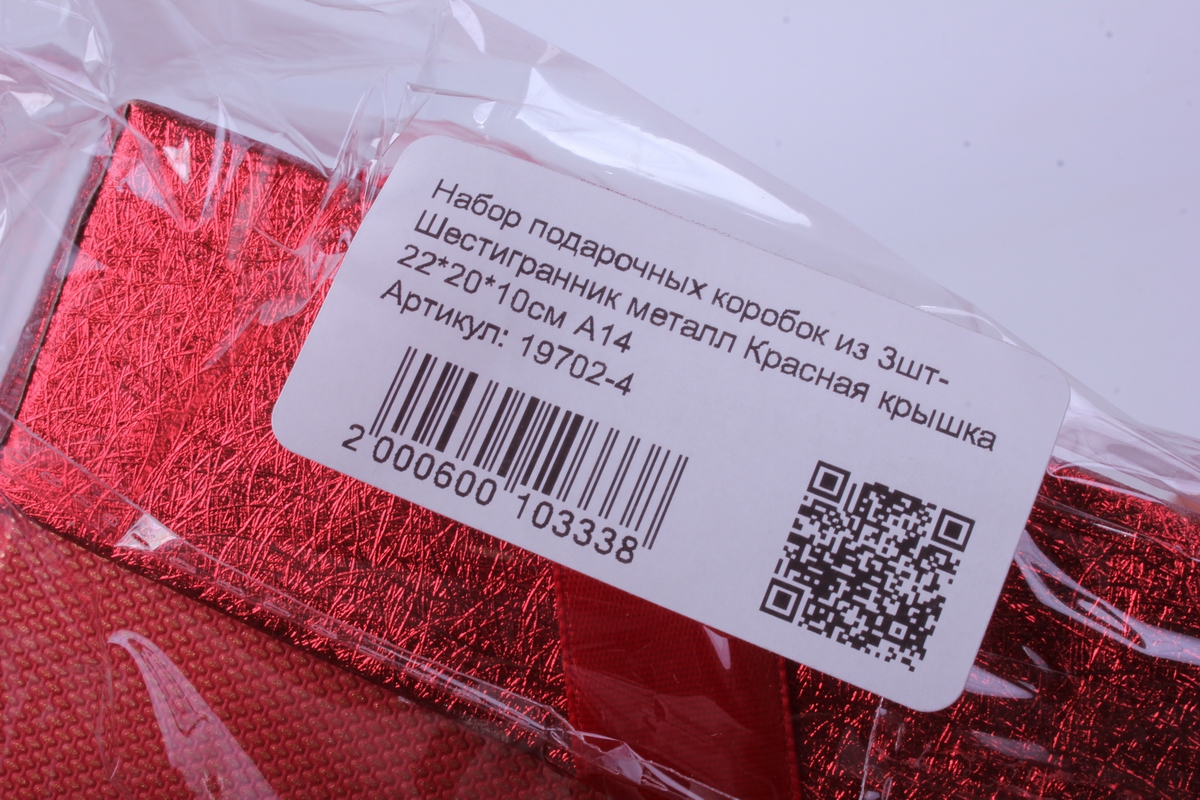 Набор подарочных коробок из 3шт-
Шестигранник металл Красная крышка
22*20*10см А14
Артикул: 19702-4
2 000600 103338